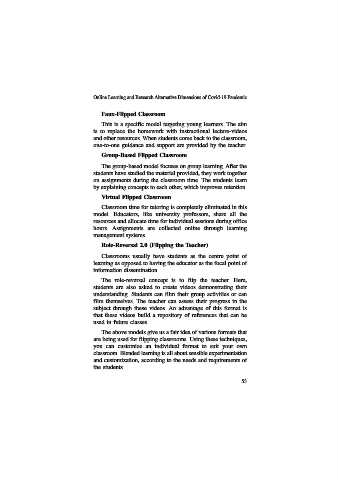 Online Learning and Research Alternative Dimensions of Covid-19 Pandemic
Faux-Flipped Classroom
This is a specific model targeting young learners. The aim
is to replace the homework with instructional lecture-videos
and other resources. When students come back to the classroom,
one-to-one guidance and support are provided by the teacher.
Group-Based Flipped Classroom
The group-based model focuses on group learning. After the
students have studied the material provided, they work together
on assignments during the classroom time. The students learn
by explaining concepts to each other, which improves retention.
Virtual Flipped Classroom
Classroom time for tutoring is completely eliminated in this
model. Educators, like university professors, share all the
resources and allocate time for individual sessions during office
hours. Assignments are collected online through learning
management systems.
Role-Reversed 2.0 (Flipping the Teacher)
Classrooms usually have students as the centre point of
learning as opposed to having the educator as the focal point of
information dissemination.
The role-reversal concept is to flip the teacher. Here,
students are also asked to create videos demonstrating their
understanding. Students can film their group activities or can
film themselves. The teacher can assess their progress in the
subject through these videos. An advantage of this format is
that these videos build a repository of references that can be
used in future classes.
The above models give us a fair idea of various formats that
are being used for flipping classrooms. Using these techniques,
you can customize an individual format to suit your own
classroom. Blended learning is all about sensible experimentation
and customization, according to the needs and requirements of
the students.
53